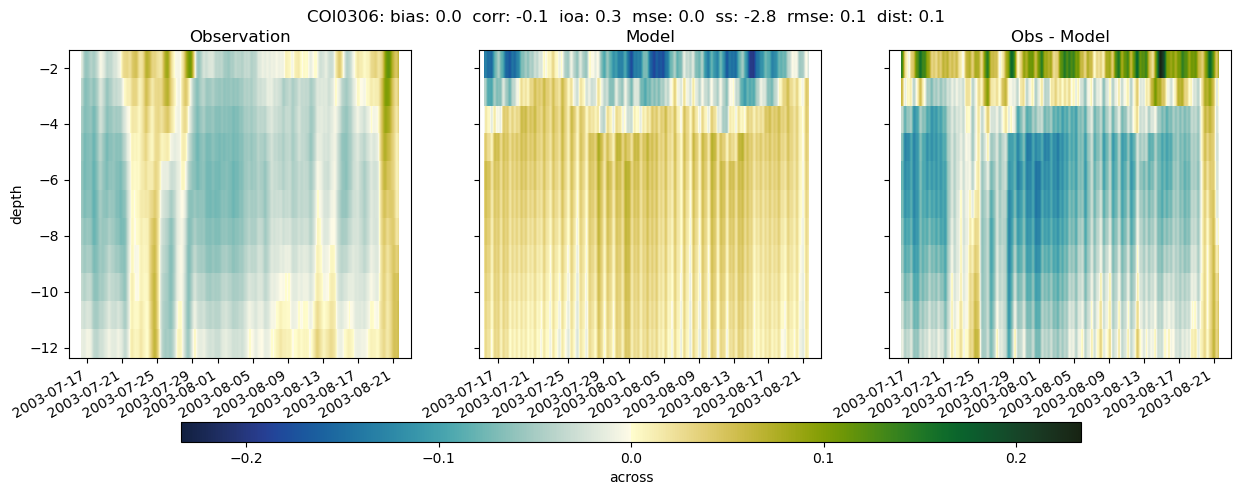 COI0306: bias: 0.0 corr: -0.1 ioa: 0.3 mse: 0.0 ss: -2.8 rmse: 0.1 dist: 0.1
Observation Model Obs - Model
depth
−2
−4
−6
−8
−10
−12
2003-07-17 2003-07-21 2003-07-25 2003-07-29 2003-08-01 2003-08-05 2003-08-09 2003-08-13 2003-08-17 2003-08-21
2003-07-17 2003-07-21 2003-07-25 2003-07-29 2003-08-01 2003-08-05 2003-08-09 2003-08-13 2003-08-17 2003-08-21
2003-07-17 2003-07-21 2003-07-25 2003-07-29 2003-08-01 2003-08-05 2003-08-09 2003-08-13 2003-08-17 2003-08-21
−0.2 −0.1 0.0 0.1 0.2
across